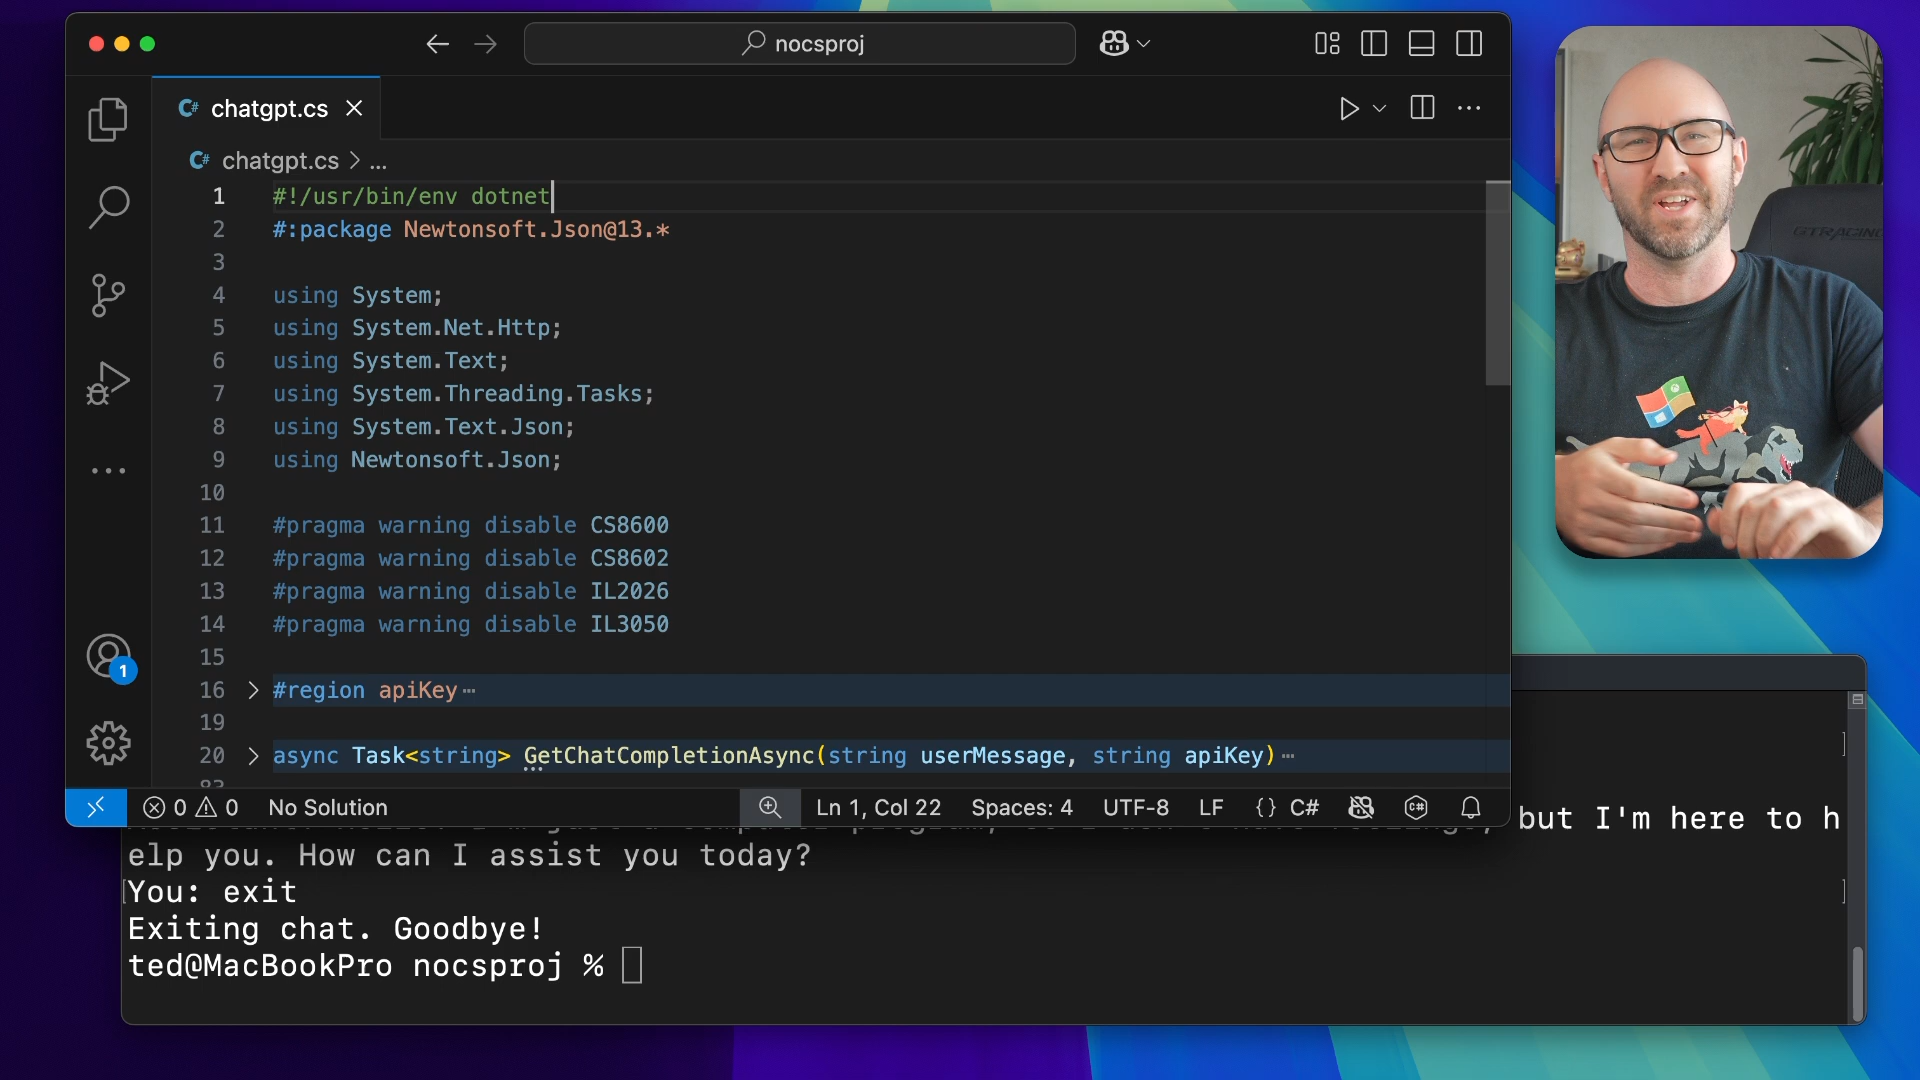 nocsproj
chatgpt.cs
chatgpt.cs > ...
1 #!/usr/bin/env dotnet
2 #:package Newtonsoft.Json@13.*
3
4 using System;
5 using System.Net.Http;
6 using System.Text;
7 using System.Threading.Tasks;
8 using System.Text.Json;
9 using Newtonsoft.Json;
10
11 #pragma warning disable CS8600
12 #pragma warning disable CS8602
13 #pragma warning disable IL2026
14 #pragma warning disable IL3050
15
16 #region apiKey
19
20 async Task<string> GetChatCompletionAsync(string userMessage, string apiKey)
1
0 0 No Solution Ln 1, Col 22 Spaces: 4 UTF-8 LF {} C#
but I'm here to h
elp you. How can I assist you today?
You: exit
Exiting chat. Goodbye!
ted@MacBookPro nocsproj %
GTRACING